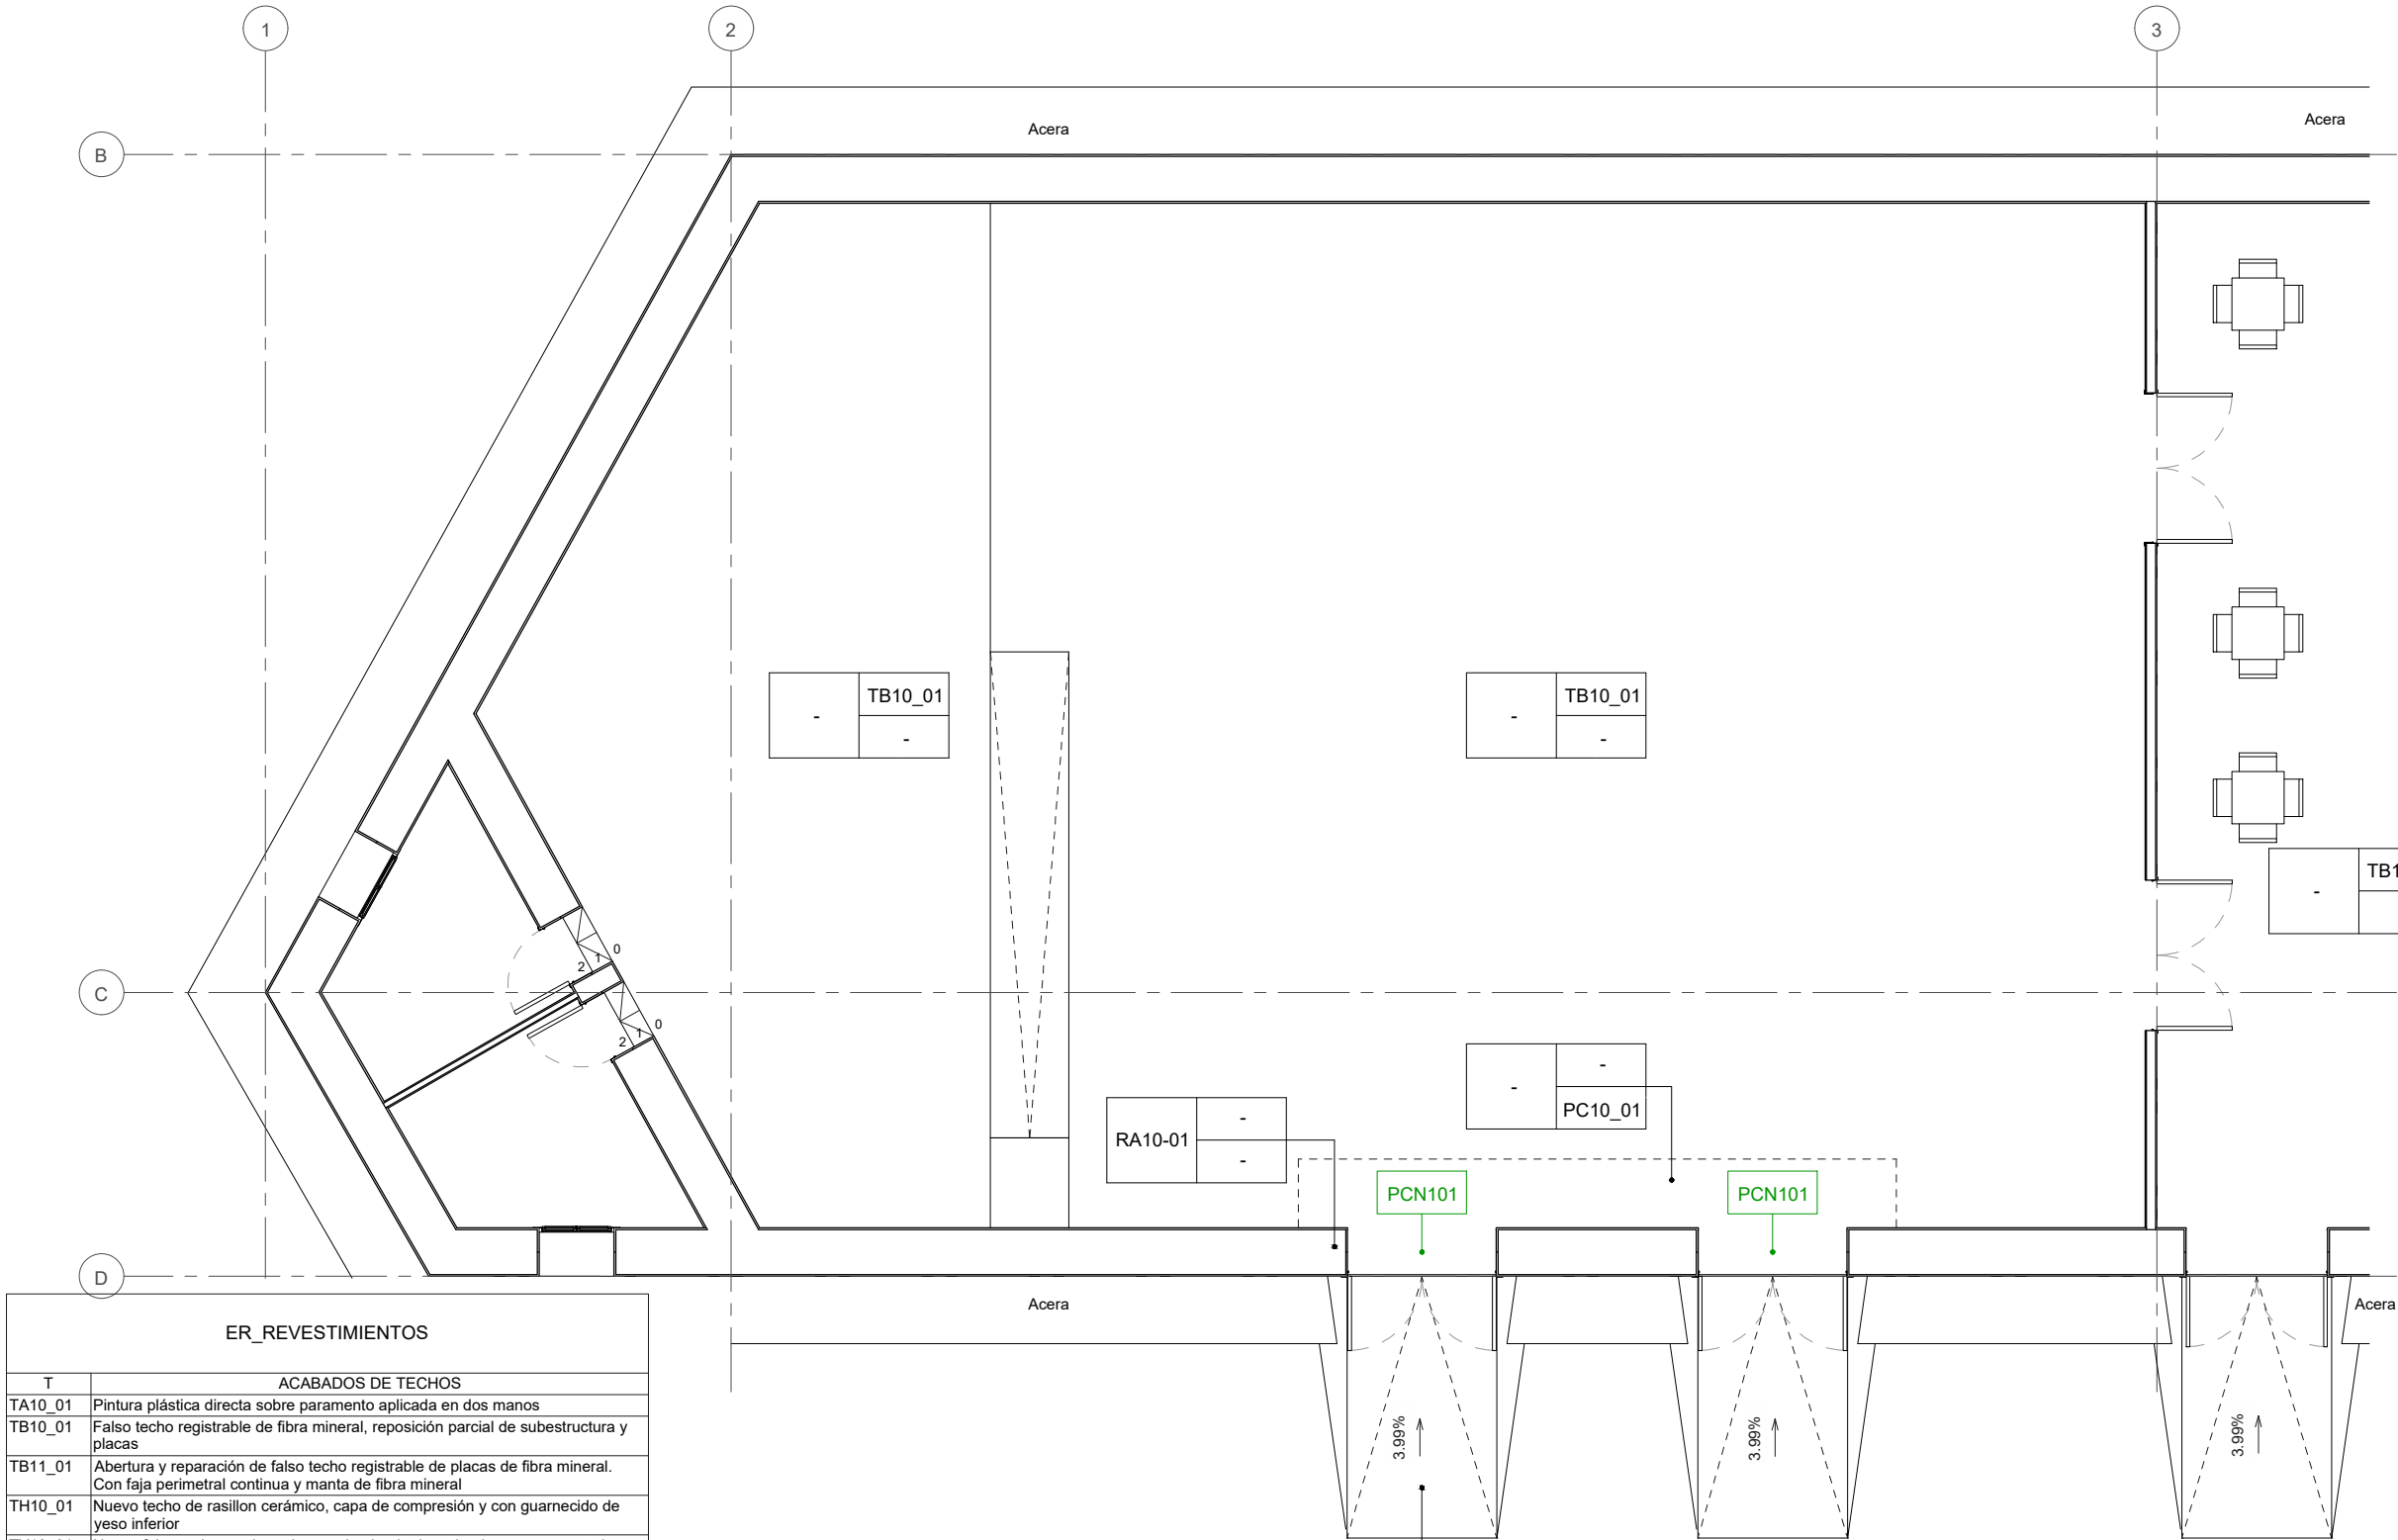 1
2
3
Acera
Acera
B
TB10_01
-
-
TB10_01
-
-
-
C
0
1
2
0
1
2
-
-
PC10_01
RA10-01
-
-
PCN101
PCN101
D
Acera
Acera
3.99%
3.99%
3.99%
ER_REVESTIMIENTOS
T ACABADOS DE TECHOS
TA10_01 Pintura plástica directa sobre paramento aplicada en dos manos
TB10_01 Falso techo registrable de fibra mineral, reposición parcial de subestructura y
placas
TB11_01 Abertura y reparación de falso techo registrable de placas de fibra mineral.
Con faja perimetral continua y manta de fibra mineral
TH10_01 Nuevo techo de rasillon cerámico, capa de compresión y con guarnecido de
yeso inferior